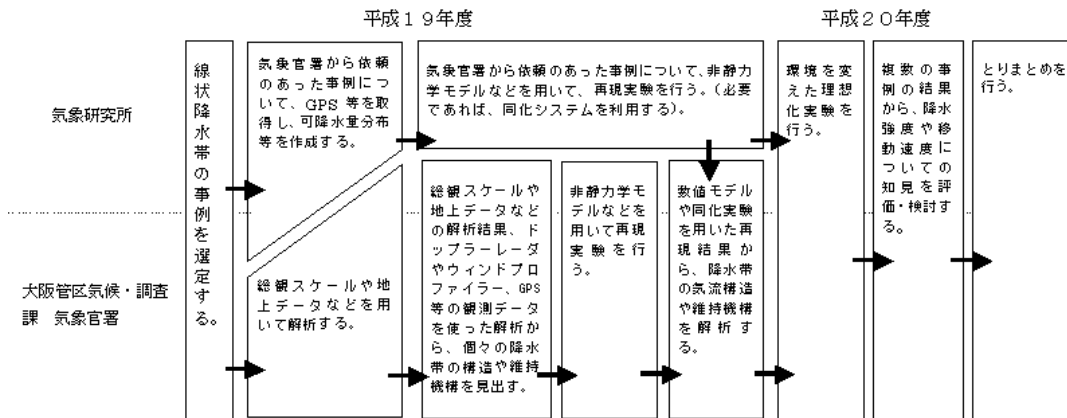 平成19年度
平成20年度
気象研究所
大阪管区気候・調査
課　気象官署
線状降水帯の事例を選定する。
気象官署から依頼
のあった事例につい
て、GPS 等を取
得し、可降水量分布
等を作成する。
総観スケールや地
上データなどを用
いて解析する。
気象官署から依頼のあった事例について、非静力
学モデルなどを用いて、再現実験を行う。（必要
であれば、同化システムを利用する）。
総観スケールや
地上データなど
の解析結果、ド
ップラーレーダ
やウィンドプロ
ファイラー、GPS
等の観測データ
を使った解析か
ら、個々の降水
帯の構造や維持
機構を見出す。
非静力学モ
デルなどを
用いて再現
実験を行
う。
数値モデル
や同化実験
を用いた再
現結果か
ら、降水帯
の気流構造
や維持機構
を解析す
る。
環境を変
えた理想
化実験を
行う。
複数の事
例の結果
から、降水
強度や移
動速度に
ついての
知見を評
価・検討す
る。
とりまとめを
行う。